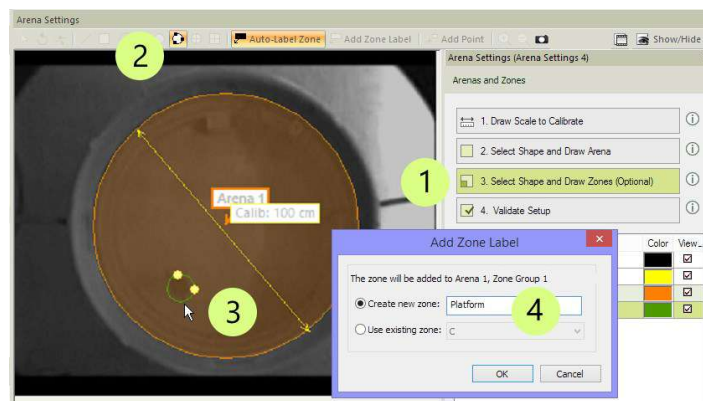 Arena Settings
Auto-Label Zone
Add Zone Label
Add Point
Show/Hide
2
Arena Settings (Arena Settings 4)
Arenas and Zones
1. Draw Scale to Calibrate
2. Select Shape and Draw Arena
1
3. Select Shape and Draw Zones (Optional)
4. Validate Setup
Arena 1
Calib: 100 cm
3
Add Zone Label
Color
View...
The zone will be added to Arena 1, Zone Group 1
Create new zone:
Platform
4
Use existing zone:
C
OK
Cancel